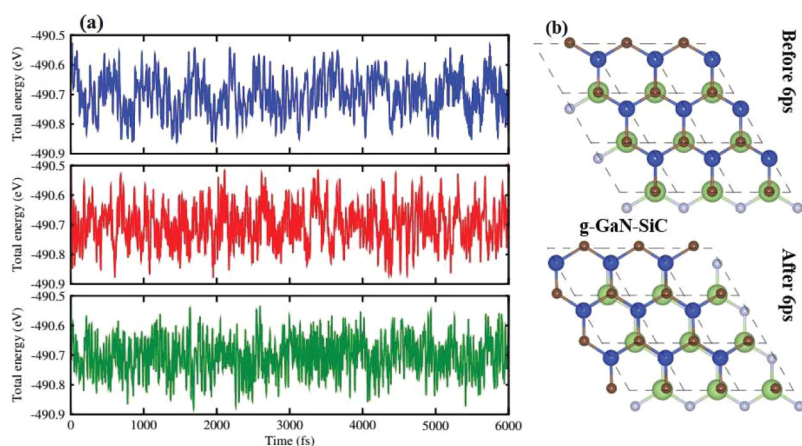 (a)
Total energy (eV)
-490.5
-490.6
-490.7
-490.8
-490.9
Total energy (eV)
-490.5
-490.6
-490.7
-490.8
-490.9
Total energy (eV)
-490.5
-490.6
-490.7
-490.8
-490.9
0 1000 2000 3000 4000 5000 6000
Time (fs)
(b)
Before 6ps
g-GaN-SiC
After 6ps